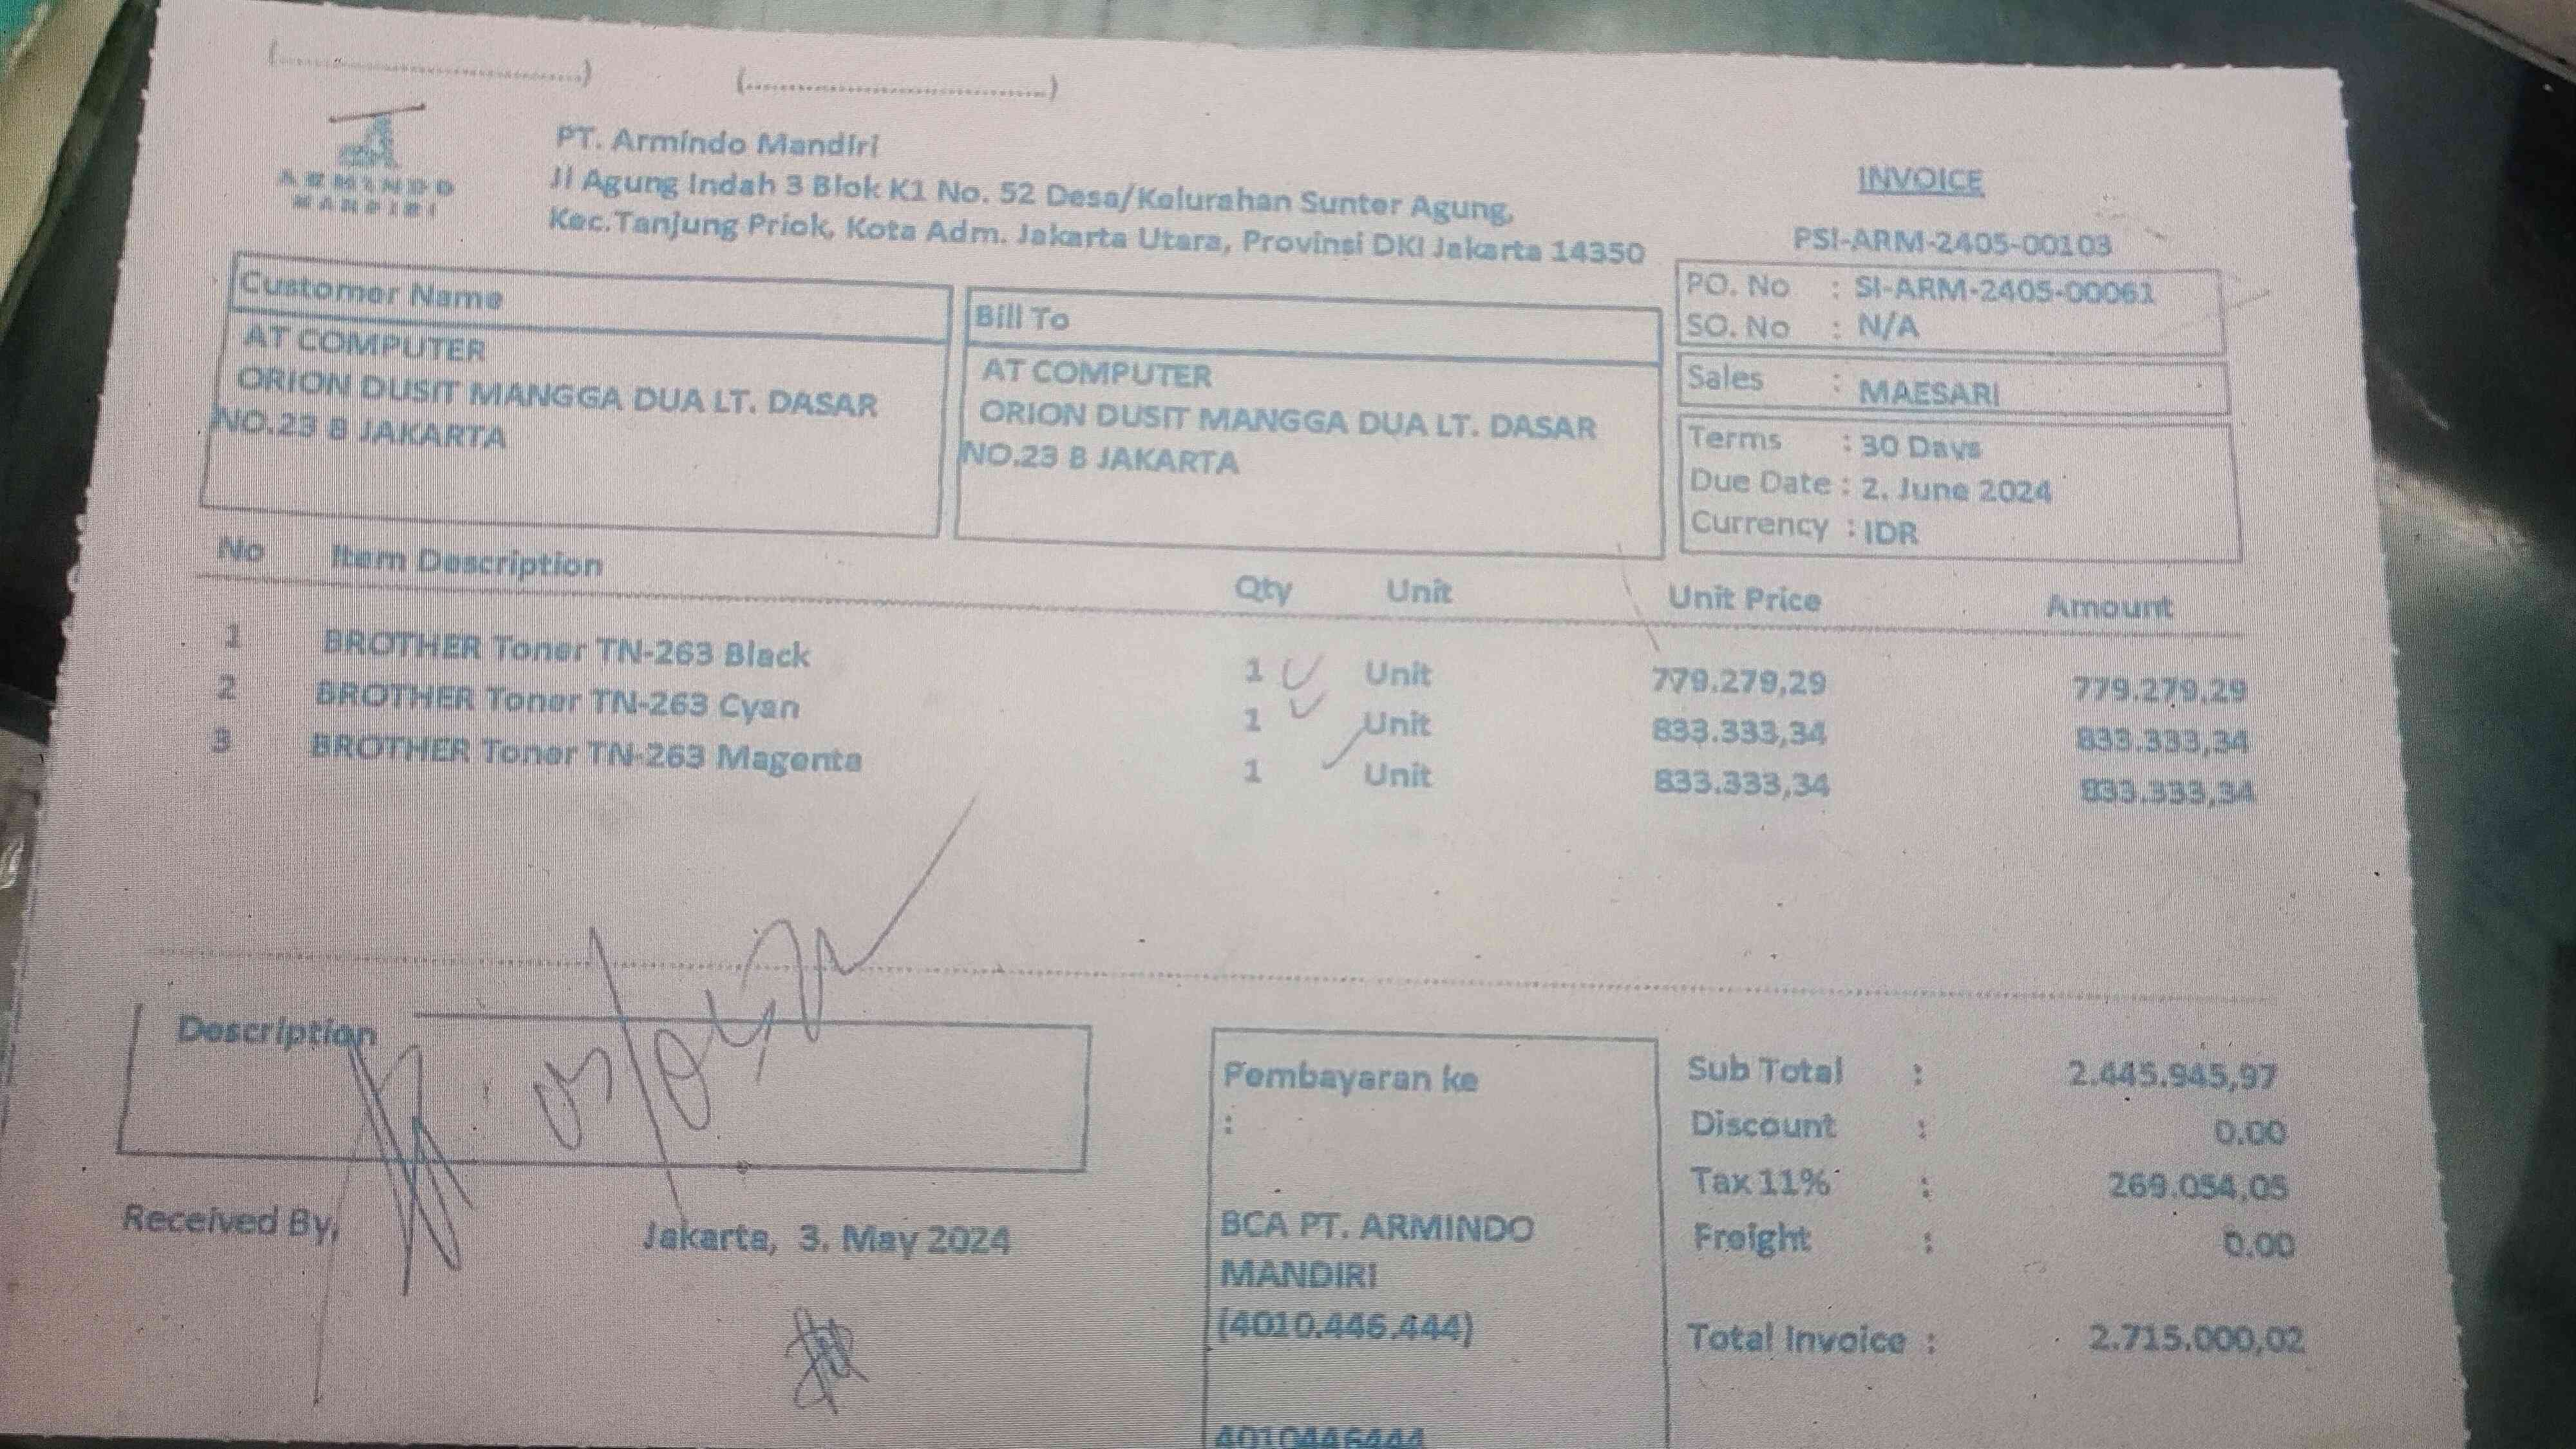 (..............................) (..............................)
ARMINDO
MANDIRI
PT. Armindo Mandiri
Jl Agung Indah 3 Blok K1 No. 52 Desa/Kelurahan Sunter Agung,
Kec.Tanjung Priok, Kota Adm. Jakarta Utara, Provinsi DKI Jakarta 14350
INVOICE
PSI-ARM-2405-00103
PO. No : SI-ARM-2405-00061
SO. No : N/A
Sales : MAESARI
Terms : 30 Days
Due Date : 2. June 2024
Currency : IDR
Customer Name
AT COMPUTER
ORION DUSIT MANGGA DUA LT. DASAR
NO.23 B JAKARTA
Bill To
AT COMPUTER
ORION DUSIT MANGGA DUA LT. DASAR
NO.23 B JAKARTA
No Item Description Qty Unit Unit Price Amount
1 BROTHER Toner TN-263 Black 1 Unit 779.279,29 779.279,29
2 BROTHER Toner TN-263 Cyan 1 Unit 833.333,34 833.333,34
3 BROTHER Toner TN-263 Magenta 1 Unit 833.333,34 833.333,34
Description
Received By,
Jakarta, 3. May 2024
Pembayaran ke
:
BCA PT. ARMINDO
MANDIRI
(4010.446.444)
4010446444
Sub Total : 2.445.945,97
Discount : 0.00
Tax 11% : 269.054,05
Freight : 0.00
Total Invoice : 2.715.000,02